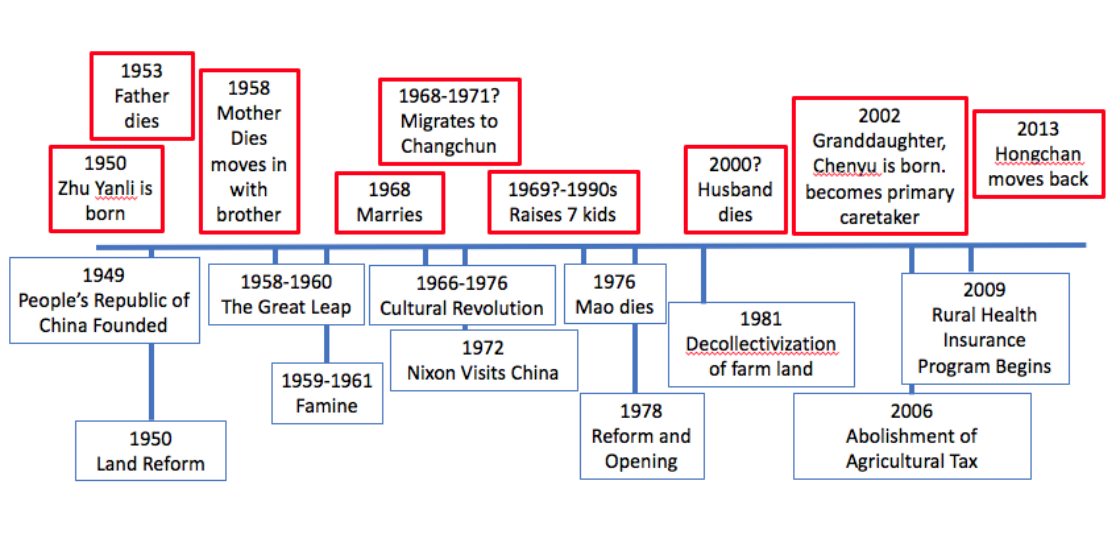 1953
Father
dies
1950
Zhu Yanli is
born
1958
Mother
Dies
moves in
with
brother
1968-1971?
Migrates to
Changchun
1968
Marries
1969?-1990s
Raises 7 kids
2000?
Husband
dies
2002
Granddaughter,
Chenyu is born.
becomes primary
caretaker
2013
Hongchan
moves back
1949
People's Republic of
China Founded
1950
Land Reform
1958-1960
The Great Leap
1959-1961
Famine
1966-1976
Cultural Revolution
1972
Nixon Visits China
1976
Mao dies
1978
Reform and
Opening
1981
Decollectivization
of farm land
2009
Rural Health
Insurance
Program Begins
2006
Abolishment of
Agricultural Tax